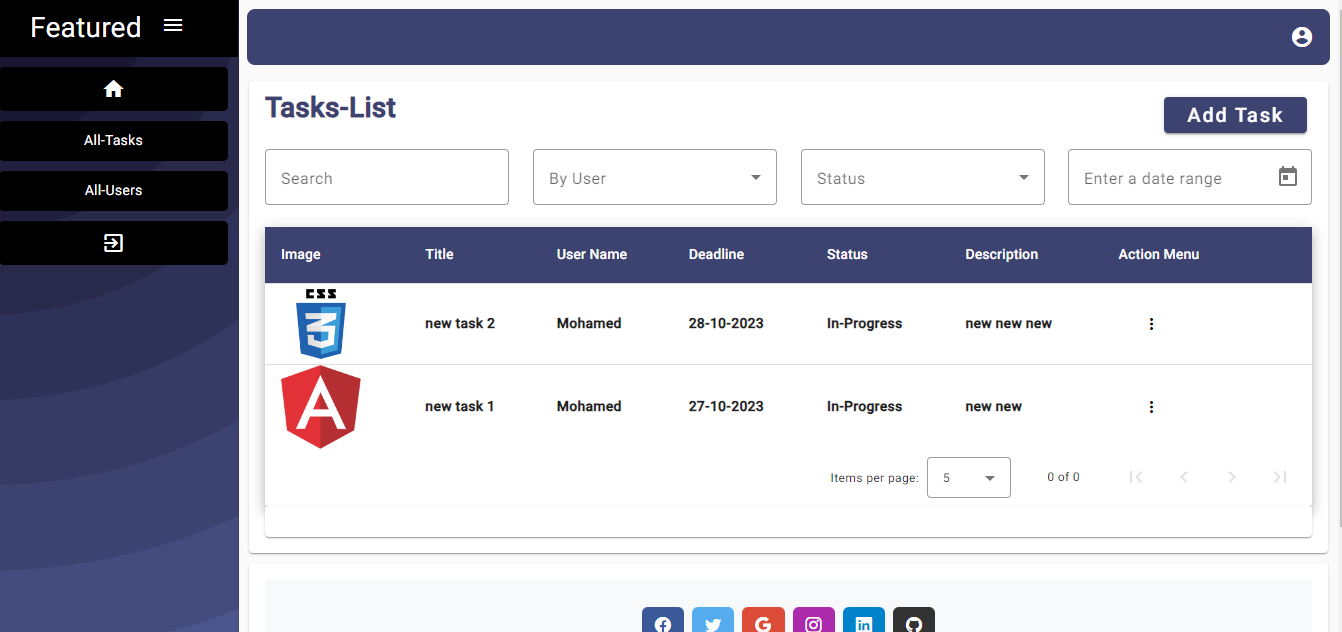 Featured
All-Tasks
All-Users
Tasks-List
Add Task
Search
By User
Status
Enter a date range
Image Title User Name Deadline Status Description Action Menu
CSS
3
new task 2 Mohamed 28-10-2023 In-Progress new new new
A
new task 1 Mohamed 27-10-2023 In-Progress new new
Items per page: 5 0 of 0
f G in